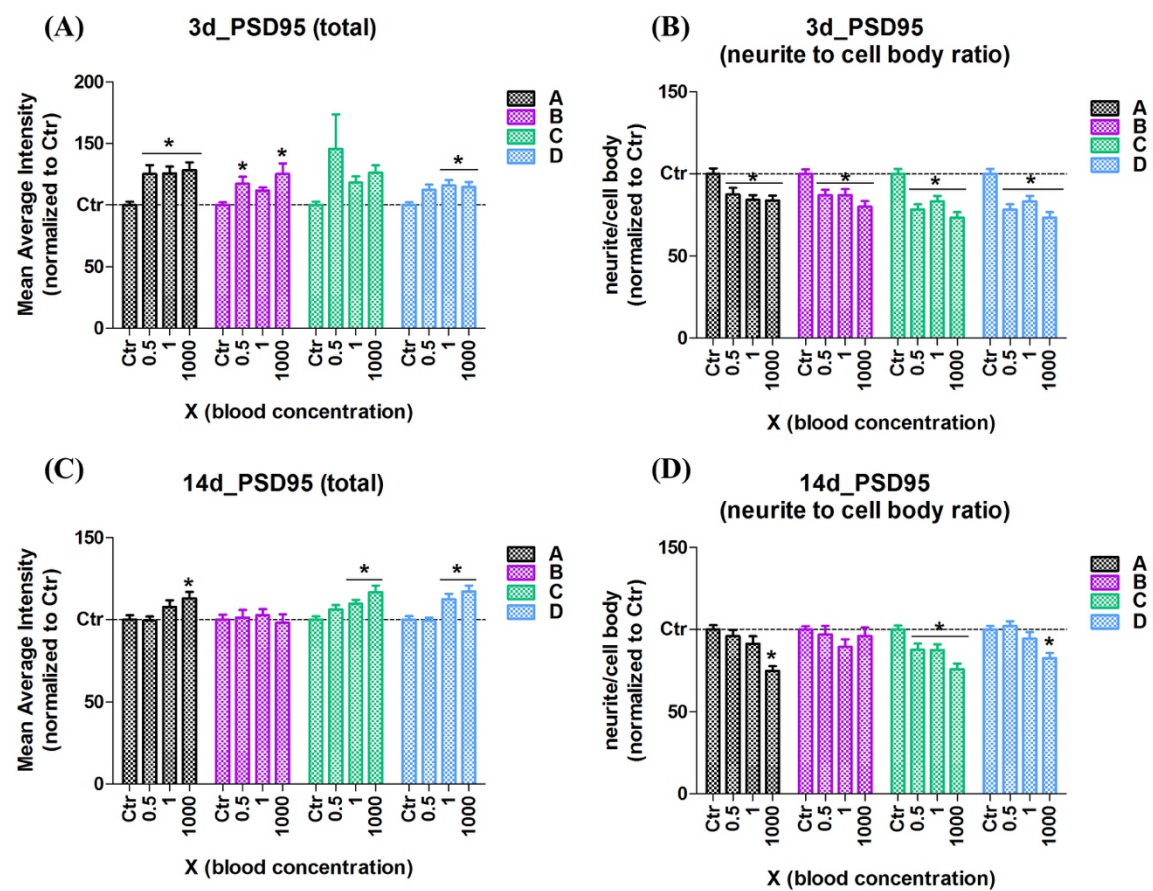 (A)
3d_PSD95 (total)
Mean Average Intensity
(normalized to Ctr)
200
150
Ctr
50
0
* * * *
A
B
C
D
Ctr 0.5 1 1000 Ctr 0.5 1 1000 Ctr 0.5 1 1000 Ctr 0.5 1 1000
X (blood concentration)
(B)
3d_PSD95
(neurite to cell body ratio)
neurite/cell body
(normalized to Ctr)
150
Ctr
50
0
* * * *
A
B
C
D
Ctr 0.5 1 1000 Ctr 0.5 1 1000 Ctr 0.5 1 1000 Ctr 0.5 1 1000
X (blood concentration)
(C)
14d_PSD95 (total)
Mean Average Intensity
(normalized to Ctr)
150
Ctr
50
0
* * *
A
B
C
D
Ctr 0.5 1 1000 Ctr 0.5 1 1000 Ctr 0.5 1 1000 Ctr 0.5 1 1000
X (blood concentration)
(D)
14d_PSD95
(neurite to cell body ratio)
neurite/cell body
(normalized to Ctr)
150
Ctr
50
0
* * *
A
B
C
D
Ctr 0.5 1 1000 Ctr 0.5 1 1000 Ctr 0.5 1 1000 Ctr 0.5 1 1000
X (blood concentration)